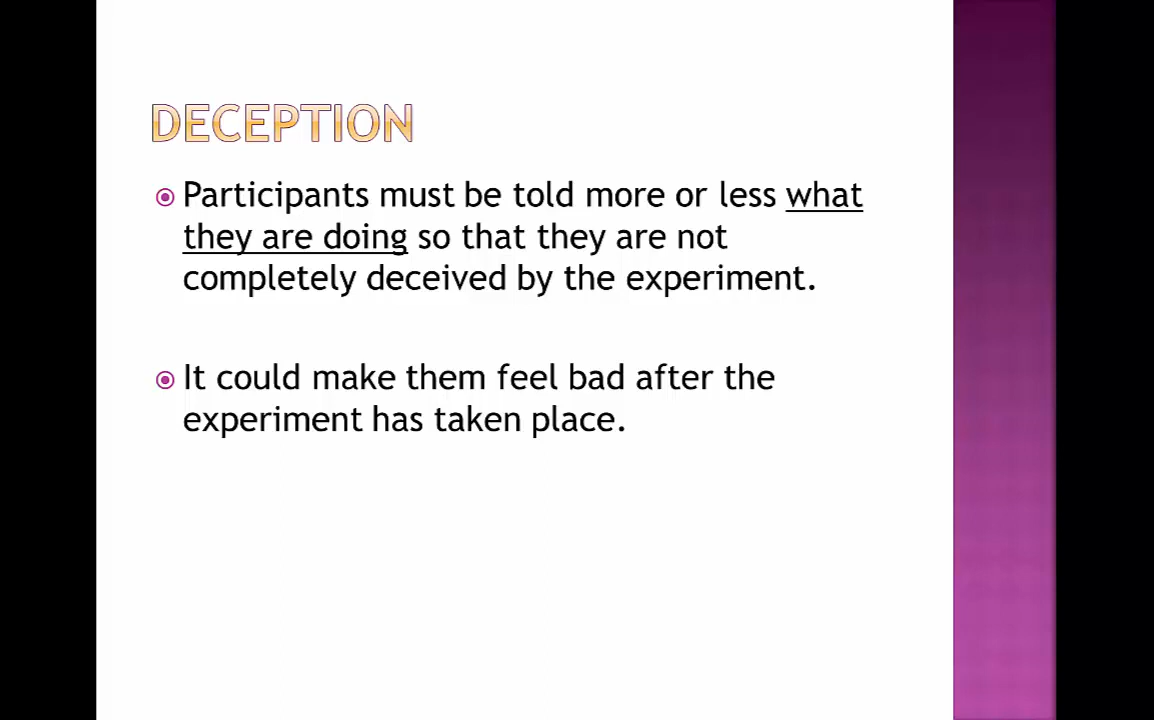 DECEPTION
Participants must be told more or less what
they are doing so that they are not
completely deceived by the experiment.
It could make them feel bad after the
experiment has taken place.